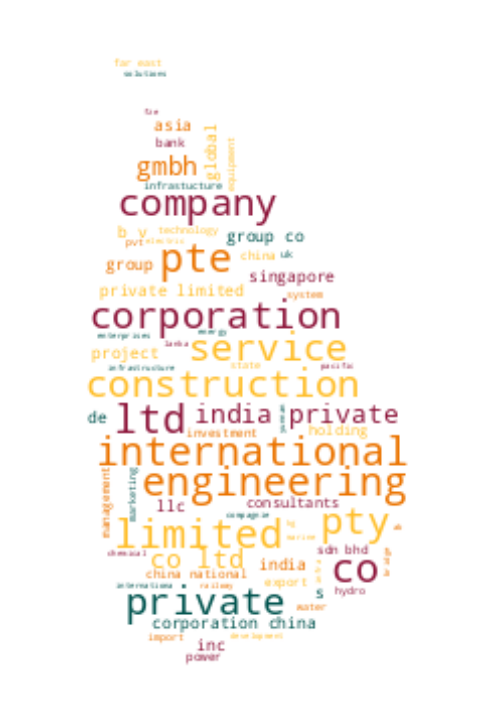 far east
solutions
asia
global
bank
gmbh
equipment
infrastucture
company
b v
technology
group co
pvt
electric
pte
china
uk
group
singapore
private limited
system
corporation
enterprises
energy
service
lanka
project
infrastructure
state
pacific
construction
de
ltd
india
private
investment
holding
international
engineering
management
marketing
llc
consultants
compagnie
limited
pty
co ltd
chemical
sdn bhd
india
co
china national
export
internationa
railway
s
hydro
private
water
corporation china
import
development
inc
power